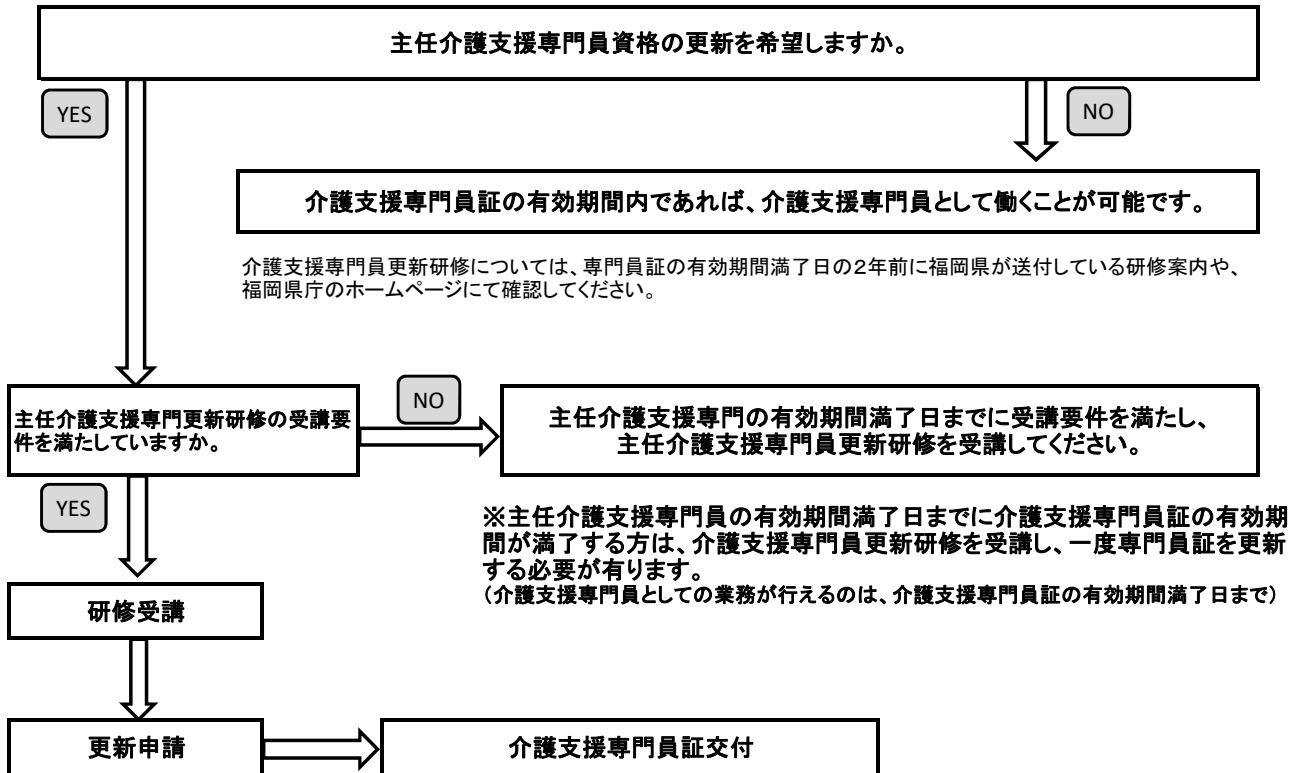 主任介護支援専門員資格の更新を希望しますか。
YES
NO
介護支援専門員証の有効期間内であれば、介護支援専門員として働くことが可能です。
介護支援専門員更新研修については、専門員証の有効期間満了日の2年前に福岡県が送付している研修案内や、
福岡県庁のホームページにて確認してください。
主任介護支援専門更新研修の受講要
件を満たしていますか。
NO
主任介護支援専門の有効期間満了日までに受講要件を満たし、
主任介護支援専門員更新研修を受講してください。
YES
※主任介護支援専門員の有効期間満了日までに介護支援専門員証の有効期
間が満了する方は、介護支援専門員更新研修を受講し、一度専門員証を更新
する必要が有ります。
(介護支援専門員としての業務が行えるのは、介護支援専門員証の有効期間満了日まで)
研修受講
更新申請
介護支援専門員証交付